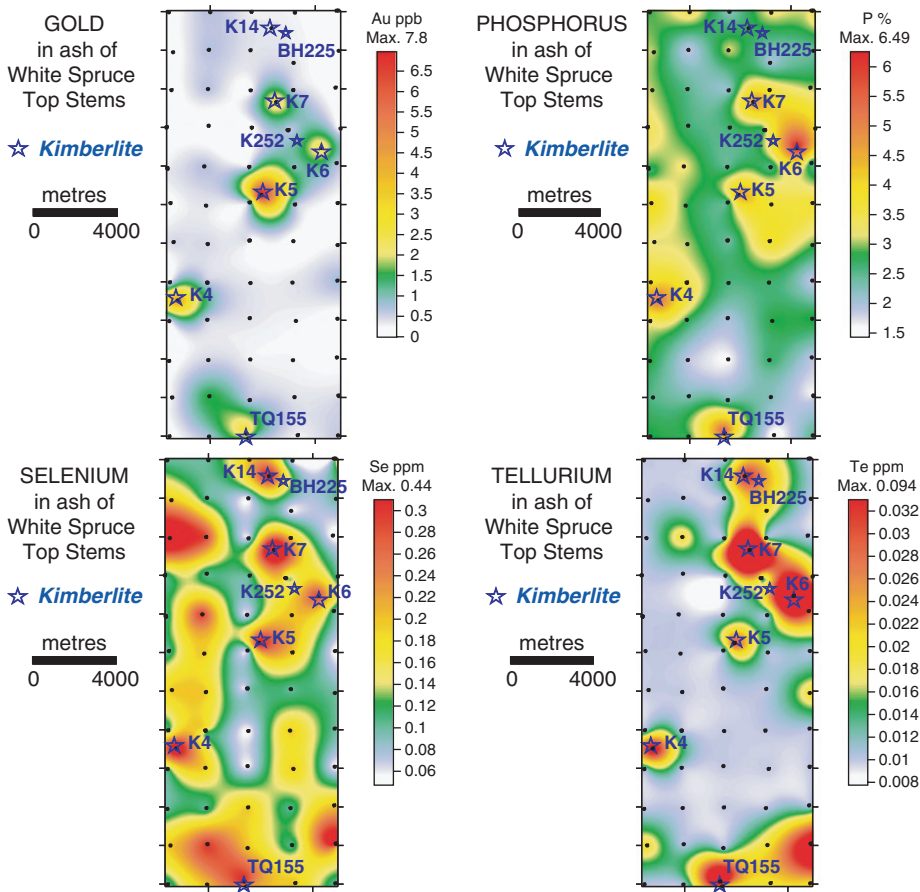 GOLD
in ash of
White Spruce
Top Stems
Kimberlite
metres
0 4000
K14
BH225
K7
K252
K6
K5
K4
TQ155
Au ppb
Max. 7.8
6.5
6
5.5
5
4.5
4
3.5
3
2.5
2
1.5
1
0.5
0
PHOSPHORUS
in ash of
White Spruce
Top Stems
Kimberlite
metres
0 4000
K14
BH225
K7
K252
K6
K5
K4
TQ155
P %
Max. 6.49
6
5.5
5
4.5
4
3.5
3
2.5
2
1.5
SELENIUM
in ash of
White Spruce
Top Stems
Kimberlite
metres
0 4000
K14
BH225
K7
K252
K6
K5
K4
TQ155
Se ppm
Max. 0.44
0.3
0.28
0.26
0.24
0.22
0.2
0.18
0.16
0.14
0.12
0.1
0.08
0.06
TELLURIUM
in ash of
White Spruce
Top Stems
Kimberlite
metres
0 4000
K14
BH225
K7
K252
K6
K5
K4
TQ155
Te ppm
Max. 0.094
0.032
0.03
0.028
0.026
0.024
0.022
0.02
0.018
0.016
0.014
0.012
0.01
0.008